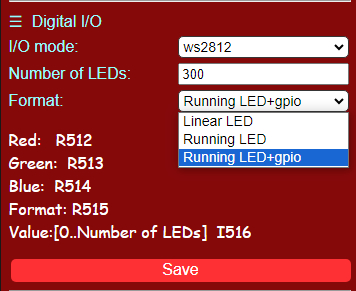 ☰ Digital I/O
I/O mode: ws2812
Number of LEDs: 300
Format: Running LED+gpio
Linear LED
Running LED
Running LED+gpio
Red: R512
Green: R513
Blue: R514
Format: R515
Value:[0..Number of LEDs] I516
Save